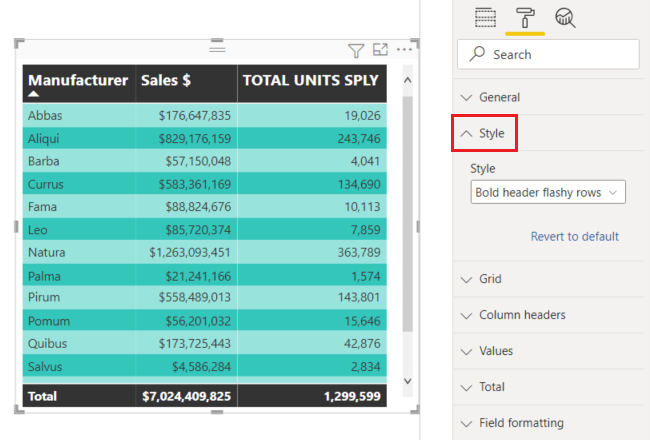 Manufacturer Sales $ TOTAL UNITS SPLY
Abbas $176,647,835 19,026
Aliqui $829,176,159 243,746
Barba $57,150,048 4,041
Currus $583,361,169 134,690
Fama $88,824,676 10,113
Leo $85,720,374 7,859
Natura $1,263,093,451 363,789
Palma $21,241,166 1,574
Pirum $558,489,013 143,801
Pomum $56,201,032 15,646
Quibus $173,725,443 42,876
Salvus $4,586,284 2,834
Total $7,024,409,825 1,299,599
Search
General
Style
Style
Bold header flashy rows
Revert to default
Grid
Column headers
Values
Total
Field formatting